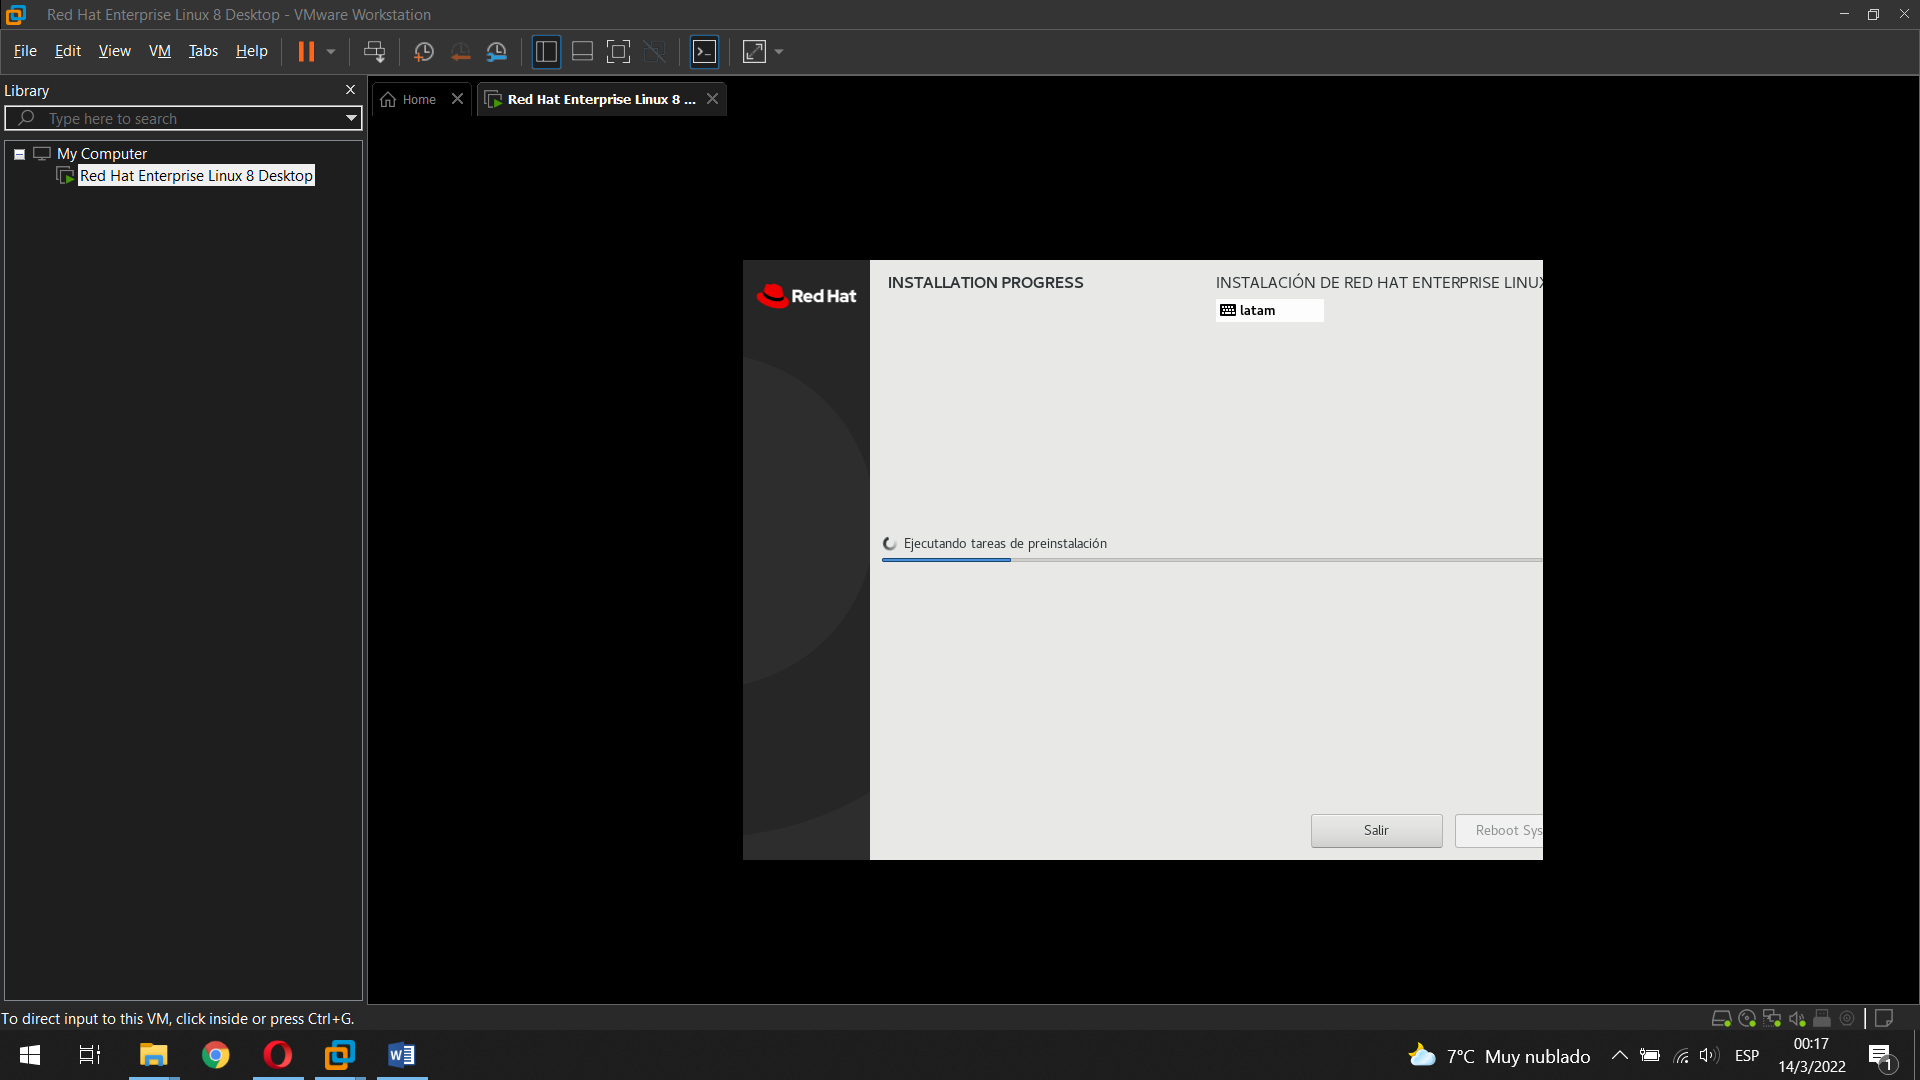 Red Hat Enterprise Linux 8 Desktop - VMware Workstation
File Edit View VM Tabs Help
Library
Type here to search
My Computer
Red Hat Enterprise Linux 8 Desktop
Home
Red Hat Enterprise Linux 8 ...
Red Hat
INSTALLATION PROGRESS
INSTALACIÓN DE RED HAT ENTERPRISE LINUX
latam
Ejecutando tareas de preinstalación
Salir
Reboot Sys
To direct input to this VM, click inside or press Ctrl+G.
7°C Muy nublado
ESP
00:17
14/3/2022
1